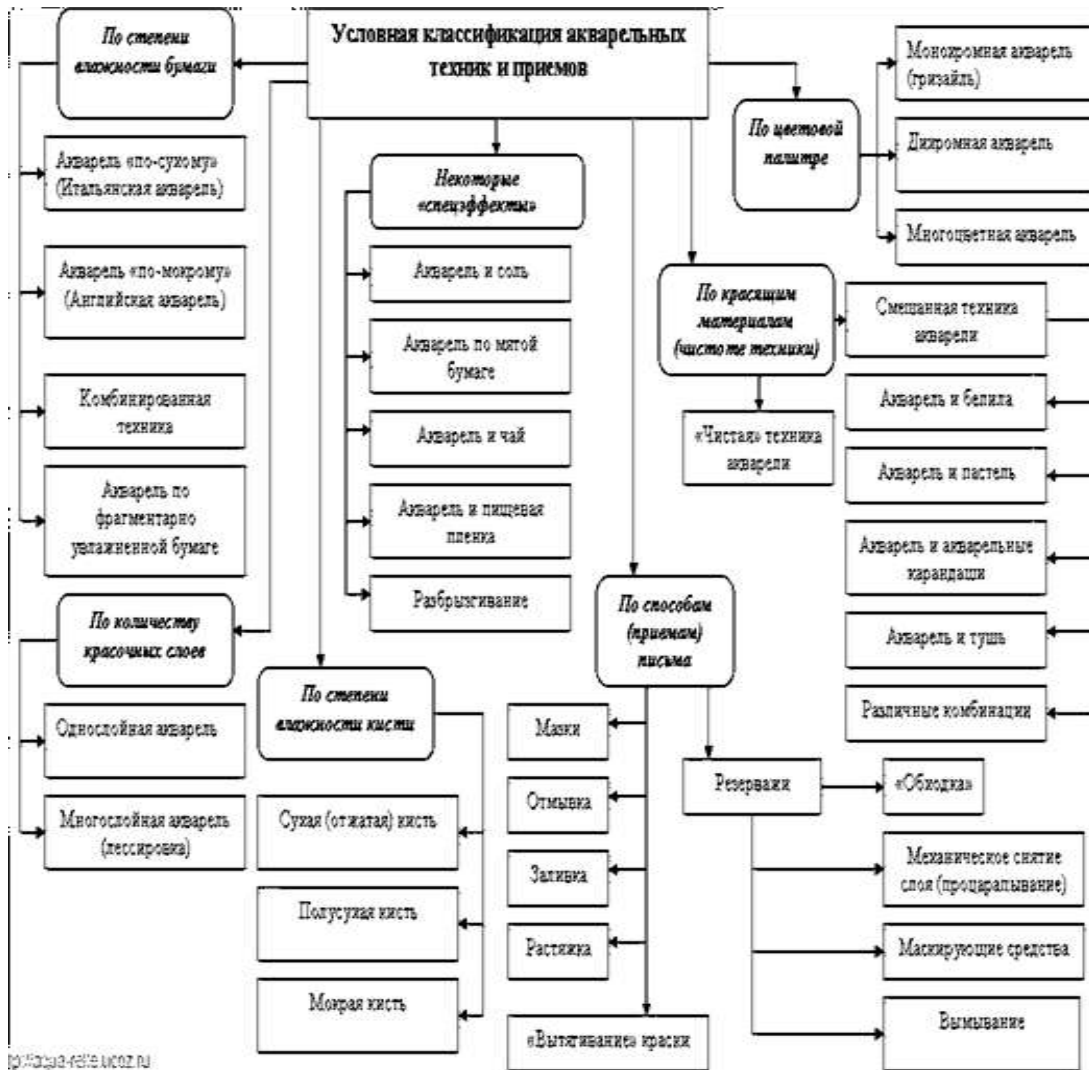 Условная классификация акварельных
техник и приемов
По степени
влажности бумаги
Акварель «по-сухому»
(Итальянская акварель)
Акварель «по-мокрому»
(Английская акварель)
Комбинированная
техника
Акварель по
фрагментарно
увлажненной бумаге
По количеству
красочных слоев
Однослойная акварель
Многослойная акварель
(лессировка)
По степени
влажности кисти
Сухая (отжатая) кисть
Полусухая кисть
Мокрая кисть
Некоторые
«спецэффекты»
Акварель и соль
Акварель по мятой
бумаге
Акварель и чай
Акварель и пищевая
пленка
Разбрызгивание
По способам
(приемам)
письма
Мазки
Отмывка
Заливка
Растяжка
«Вытягивание» краски
Резерважи
«Обходка»
Механическое снятие
слоя (процарапывание)
Маскирующие средства
Вымывание
По красящим
материалам
(чистоте техники)
«Чистая» техника
акварели
Смешанная техника
акварели
Акварель и белила
Акварель и пастель
Акварель и акварельные
карандаши
Акварель и тушь
Различные комбинации
По цветовой
палитре
Монохромная акварель
(гризайль)
Дихромная акварель
Многоцветная акварель